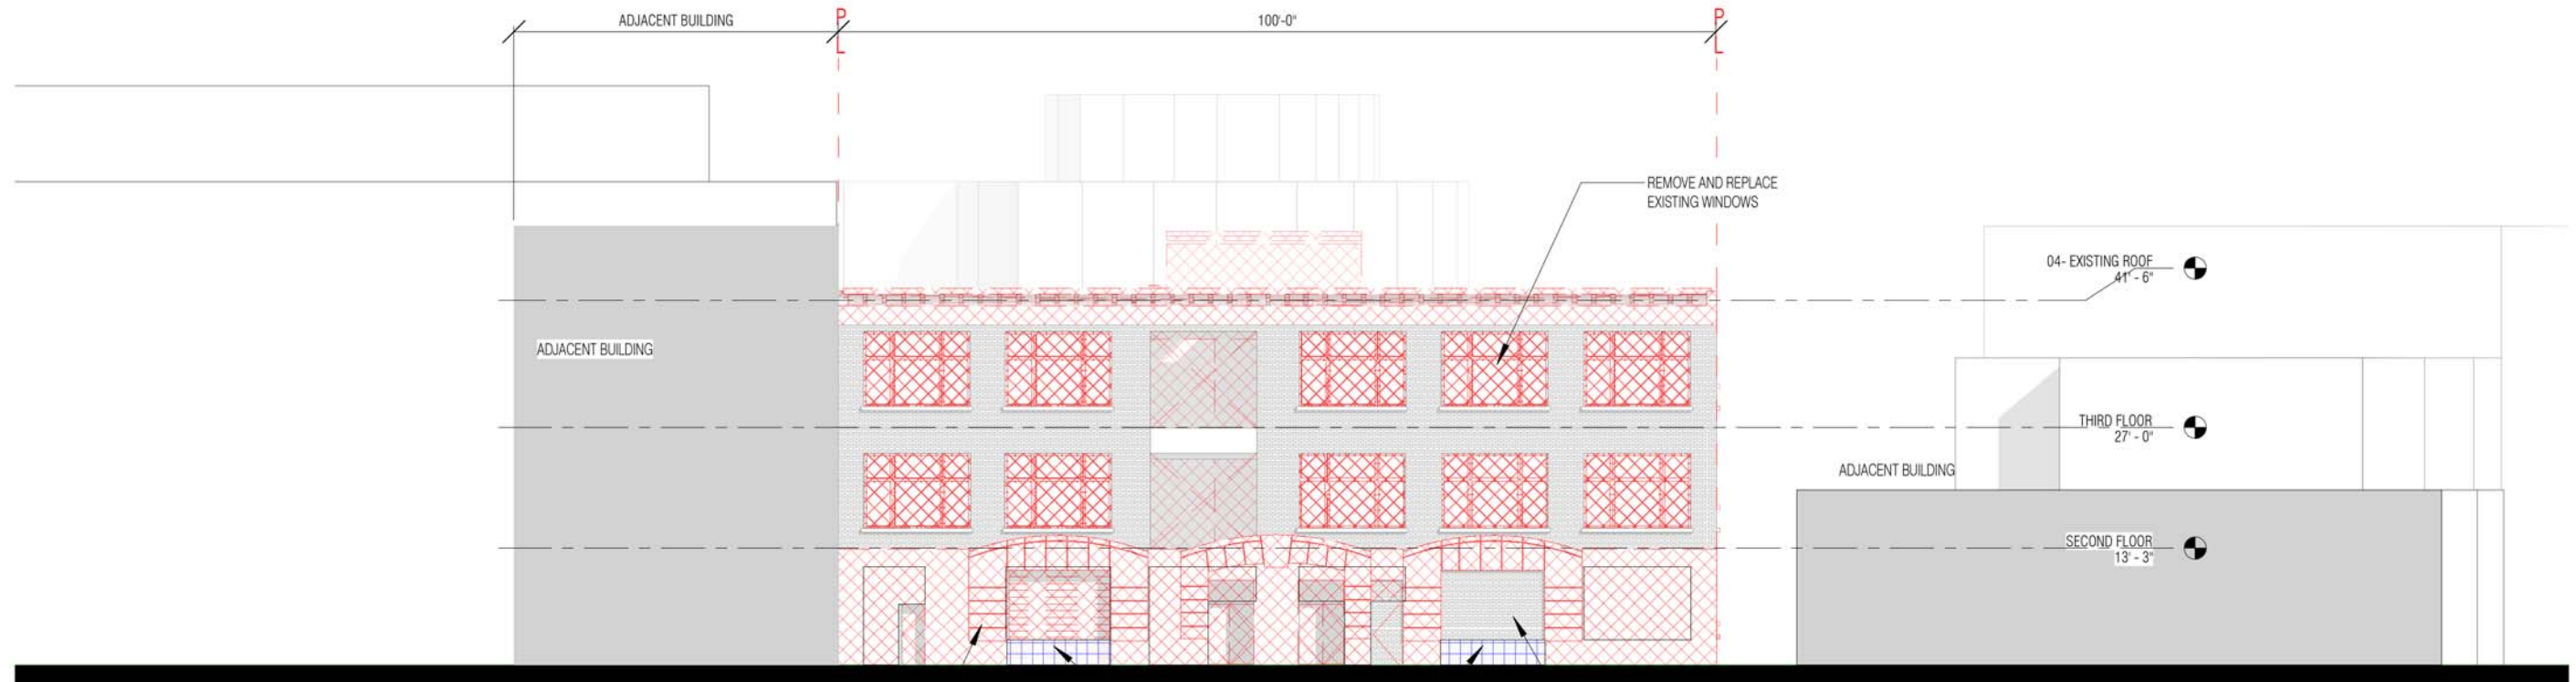 ADJACENT BUILDING
P
L
100'-0"
P
L
REMOVE AND REPLACE
EXISTING WINDOWS
04- EXISTING ROOF
41' - 6"
ADJACENT BUILDING
THIRD FLOOR
27' - 0"
ADJACENT BUILDING
SECOND FLOOR
13' - 3"